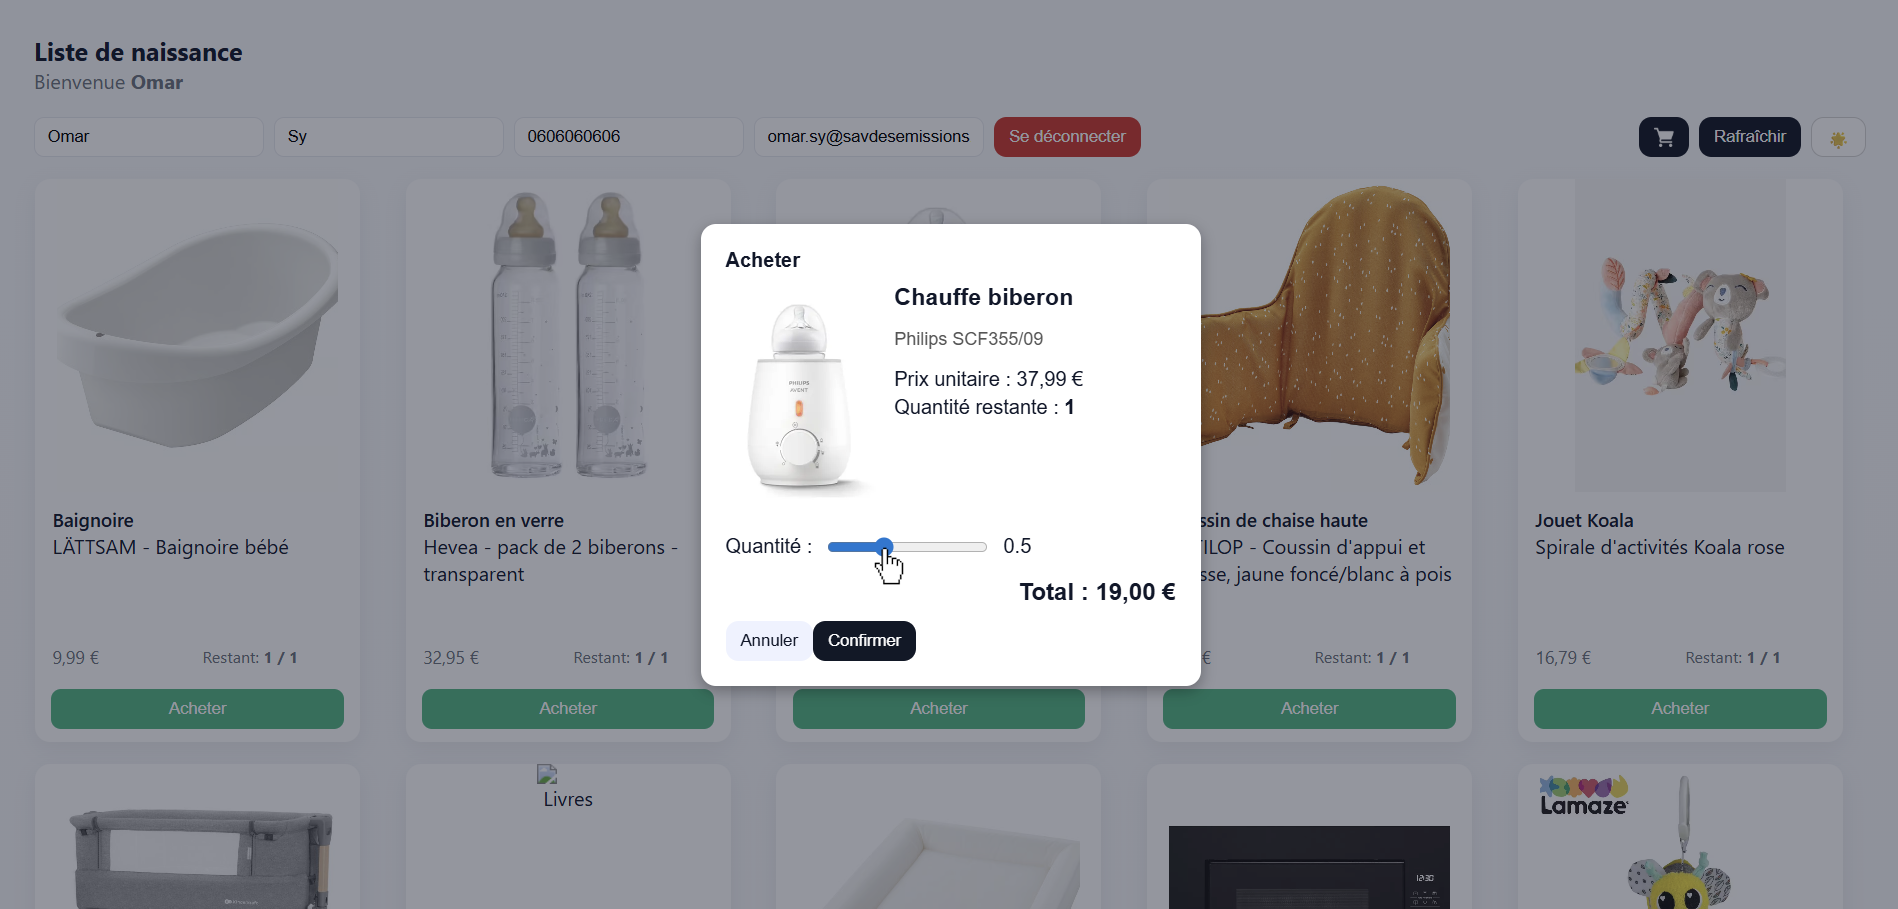 Liste de naissance
Bienvenue Omar
Omar
Sy
0606060606
omar.sy@savdesemissions
Se déconnecter
Rafraîchir
Acheter
Chauffe biberon
Philips SCF355/09
Prix unitaire : 37,99 €
Quantité restante : 1
PHILIPS
AVENT
Quantité :
0.5
Total : 19,00 €
Annuler
Confirmer
Baignoire
LÄTTSAM - Baignoire bébé
9,99 €
Restant: 1 / 1
Acheter
Biberon en verre
Hevea - pack de 2 biberons -
transparent
32,95 €
Restant: 1 / 1
Acheter
Acheter
ssin de chaise haute
ILOP - Coussin d'appui et
sse, jaune foncé/blanc à pois
€
Restant: 1 / 1
Acheter
Jouet Koala
Spirale d'activités Koala rose
16,79 €
Restant: 1 / 1
Acheter
Livres
12:30
Lamaze